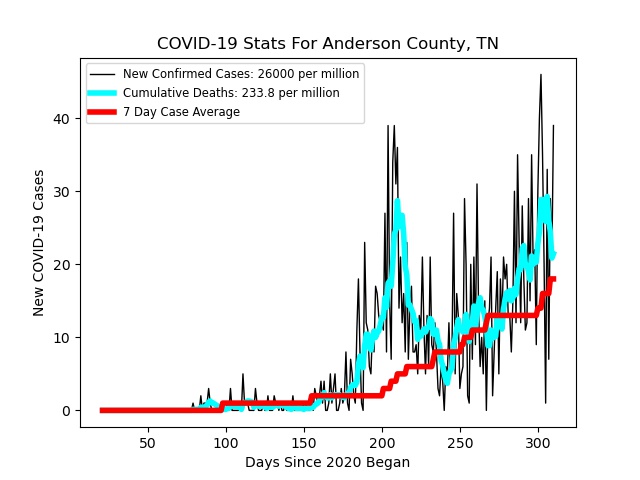 COVID-19 Stats For Anderson County, TN
New Confirmed Cases: 26000 per million
Cumulative Deaths: 233.8 per million
7 Day Case Average
40
30
20
10
0
New COVID-19 Cases
50 100 150 200 250 300
Days Since 2020 Began